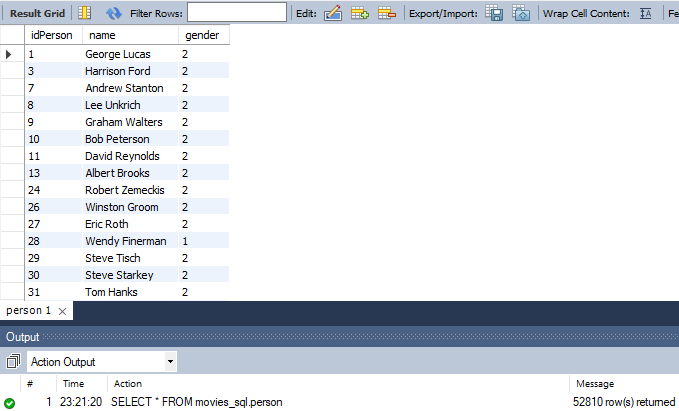 Result Grid Filter Rows: Edit: Export/Import: Wrap Cell Content: Fe
idPerson name gender
1 George Lucas 2
3 Harrison Ford 2
7 Andrew Stanton 2
8 Lee Unkrich 2
9 Graham Walters 2
10 Bob Peterson 2
11 David Reynolds 2
13 Albert Brooks 2
24 Robert Zemeckis 2
26 Winston Groom 2
27 Eric Roth 2
28 Wendy Finerman 1
29 Steve Tisch 2
30 Steve Starkey 2
31 Tom Hanks 2
person 1
Output
Action Output
# Time Action Message
1 23:21:20 SELECT * FROM movies_sql.person 52810 row(s) returned